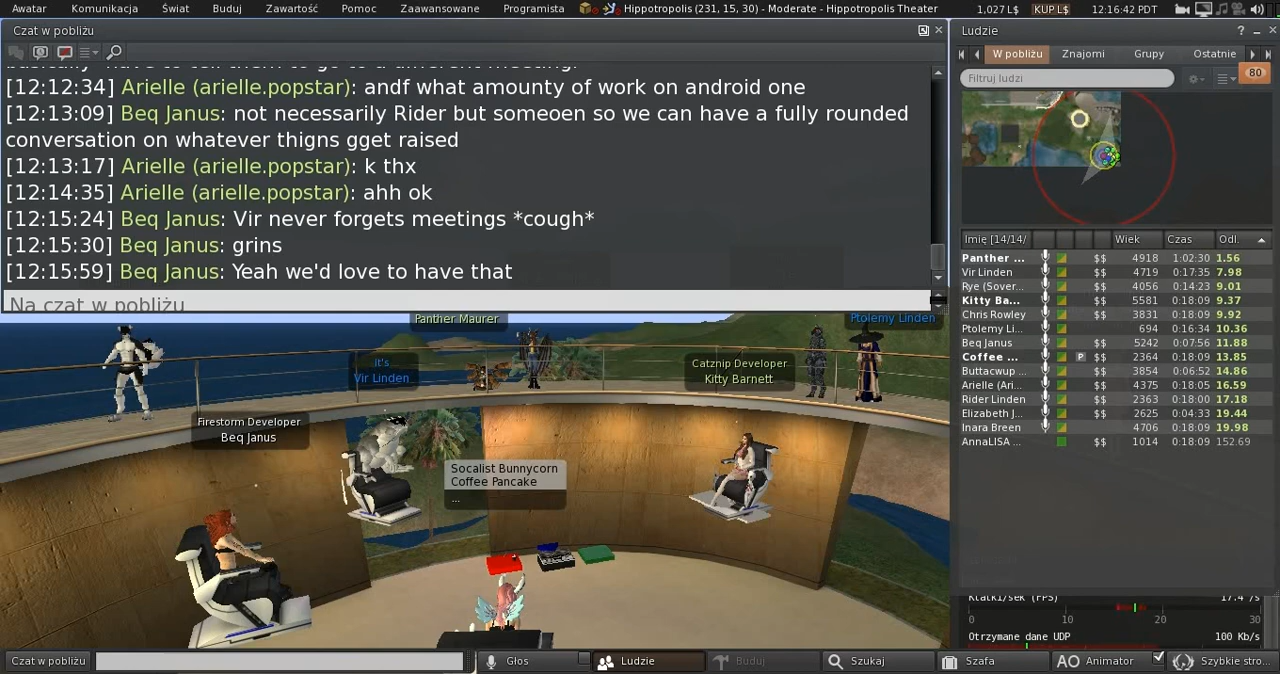 Awatar Komunikacja Świat Buduj Zawartość Pomoc Zaawansowane Programista Hippotropolis (231, 15, 30) - Moderate - Hippotropolis Theater 1,027 L$ KUP L$ 12:16:42 PDT
Czat w pobliżu
[12:12:34] Arielle (arielle.popstar): andf what amounty of work on android one
[12:13:09] Beq Janus: not necessarily Rider but someoen so we can have a fully rounded
conversation on whatever thigns gget raised
[12:13:17] Arielle (arielle.popstar): k thx
[12:14:35] Arielle (arielle.popstar): ahh ok
[12:15:24] Beq Janus: Vir never forgets meetings *cough*
[12:15:30] Beq Janus: grins
[12:15:59] Beq Janus: Yeah we'd love to have that
Na czat w pobliżu
Panther Maurer
Ptolemy Linden
it's
Vir Linden
Catznip Developer
Kitty Barnett
Firestorm Developer
Beq Janus
Socalist Bunnycorn
Coffee Pancake
...
Ludzie
? _ ×
W pobliżu Znajomi Grupy Ostatnie
80
Filtruj ludzi
Imię [14/14/ Wiek Czas Odl.
Panther ... $$ 4918 1:02:30 1.56
Vir Linden $$ 4719 0:17:35 7.98
Rye (Sover... $$ 4056 0:14:23 9.01
Kitty Ba... $$ 5581 0:18:09 9.37
Chris Rowley $$ 3831 0:18:09 9.92
Ptolemy Li... 694 0:16:34 10.36
Beq Janus $$ 5242 0:07:56 11.88
Coffee ... P $$ 2364 0:18:09 13.85
Buttacwup ... $$ 3854 0:06:52 14.86
Arielle (Ari... $$ 4375 0:18:05 16.59
Rider Linden $$ 2363 0:18:00 17.18
Elizabeth J... $$ 2625 0:04:33 19.44
Inara Breen 4706 0:18:09 19.98
AnnaLISA ... $$ 1014 0:18:09 152.69
Klatki/sek (FPS) 17.4 /s
0 10 20 30
Otrzymane dane UDP 100 Kb/s
Czat w pobliżu Głos Ludzie Buduj Szukaj Szafa AO Animator Szybkie stro...